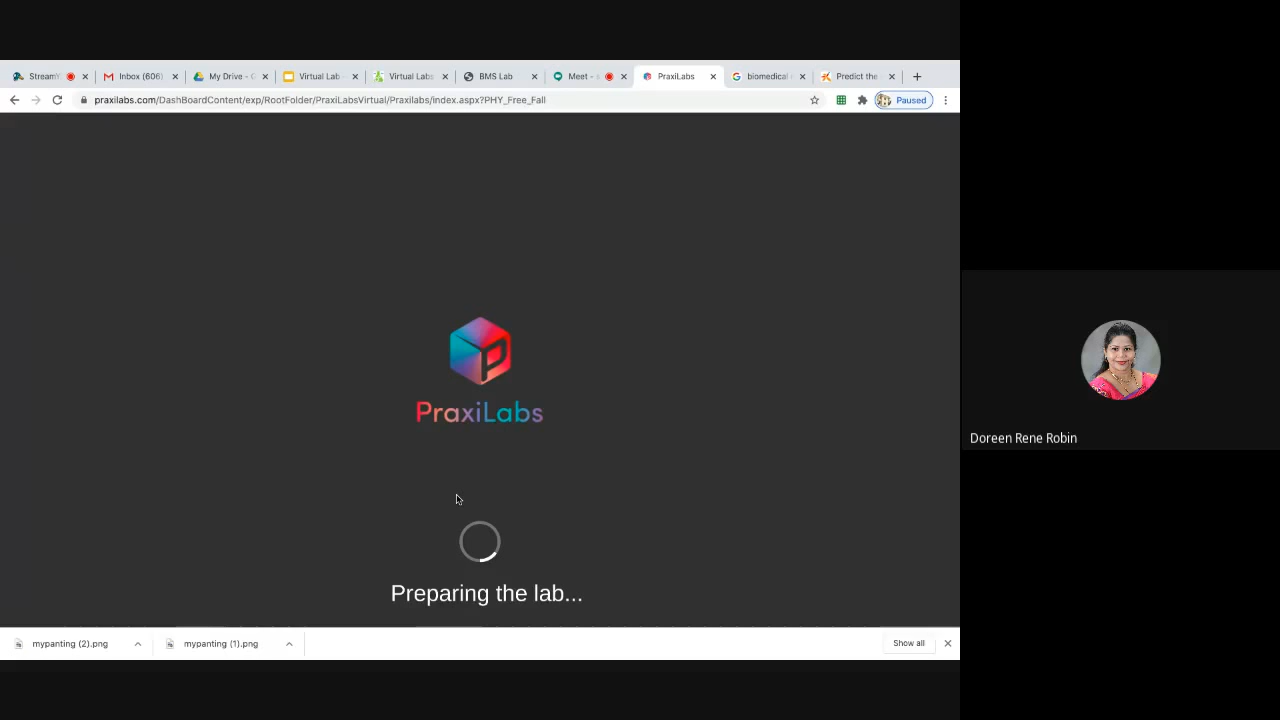 StreamY
Inbox (606)
My Drive - G
Virtual Lab
Virtual Labs
BMS Lab
Meet - s
PraxiLabs
biomedical
Predict the
praxilabs.com/DashBoardContent/exp/RootFolder/PraxiLabsVirtual/Praxilabs/index.aspx?PHY_Free_Fall
Paused
PraxiLabs
Preparing the lab...
Doreen Rene Robin
mypanting (2).png
mypanting (1).png
Show all